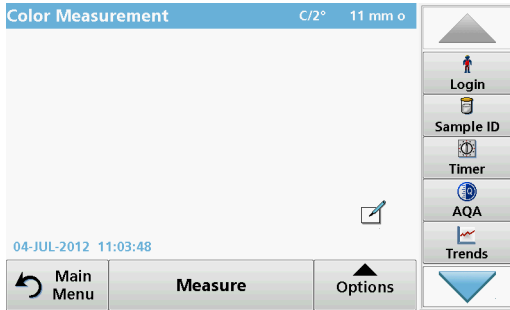 Color Measurement C/2° 11 mm o
Login
Sample ID
Timer
AQA
Trends
04-JUL-2012 11:03:48
Main
Menu
Measure
Options